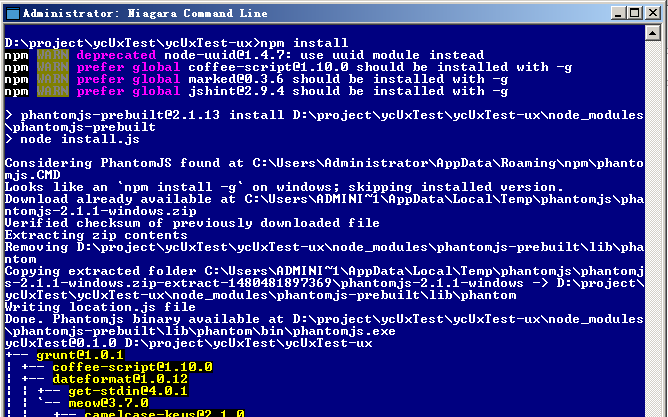 Administrator: Niagara Command Line
D:\project\ycUxTest\ycUxTest-ux>npm install
npm WARN deprecated node-uuid@1.4.7: use uuid module instead
npm WARN prefer global coffee-script@1.10.0 should be installed with -g
npm WARN prefer global marked@0.3.6 should be installed with -g
npm WARN prefer global jshint@2.9.4 should be installed with -g
> phantomjs-prebuilt@2.1.13 install D:\project\ycUxTest\ycUxTest-ux\node_modules
\phantomjs-prebuilt
> node install.js
Considering PhantomJS found at C:\Users\Administrator\AppData\Roaming\npm\phanto
mjs.CMD
Looks like an `npm install -g` on windows; skipping installed version.
Download already available at C:\Users\ADMINI~1\AppData\Local\Temp\phantomjs\pha
ntomjs-2.1.1-windows.zip
Verified checksum of previously downloaded file
Extracting zip contents
Removing D:\project\ycUxTest\ycUxTest-ux\node_modules\phantomjs-prebuilt\lib\pha
ntom
Copying extracted folder C:\Users\ADMINI~1\AppData\Local\Temp\phantomjs\phantomj
s-2.1.1-windows.zip-extract-1480481897369\phantomjs-2.1.1-windows -> D:\project\
ycUxTest\ycUxTest-ux\node_modules\phantomjs-prebuilt\lib\phantom
Writing location.js file
Done. Phantomjs binary available at D:\project\ycUxTest\ycUxTest-ux\node_modules
\phantomjs-prebuilt\lib\phantom\bin\phantomjs.exe
ycUxTest@0.1.0 D:\project\ycUxTest\ycUxTest-ux
+-- grunt@1.0.1
| +-- coffee-script@1.10.0
| +-- dateformat@1.0.12
| | +-- get-stdin@4.0.1
| | `-- meow@3.7.0
| |   +-- camelcase-keys@2.1.0